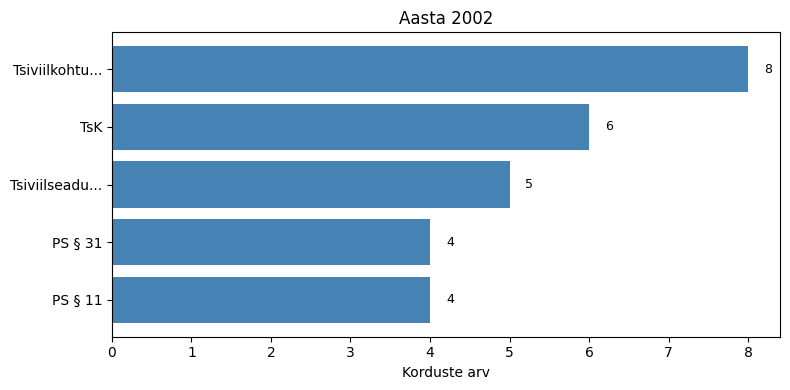 Aasta 2002
Tsiviilkohtu... 8
TsK 6
Tsiviilseadu... 5
PS § 31 4
PS § 11 4
0 1 2 3 4 5 6 7 8
Korduste arv